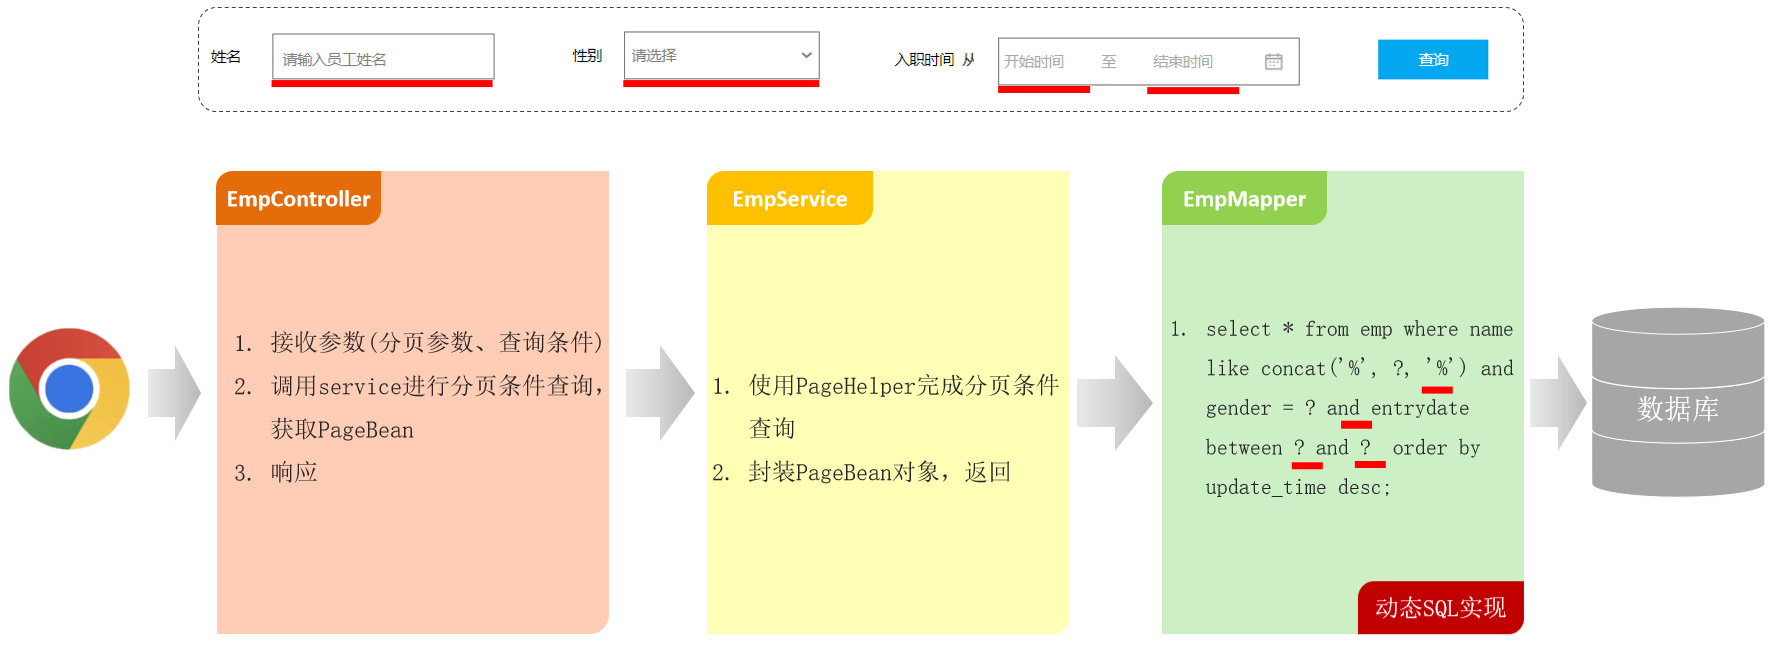 姓名 请输入员工姓名 性别 请选择 入职时间 从 开始时间 至 结束时间 查询
EmpController
1. 接收参数(分页参数、查询条件)
2. 调用service进行分页条件查询，
获取PageBean
3. 响应
EmpService
1. 使用PageHelper完成分页条件
查询
2. 封装PageBean对象，返回
EmpMapper
1. select * from emp where name
like concat('%', ?, '%') and
gender = ? and entrydate
between ? and ? order by
update_time desc;
动态SQL实现
数据库